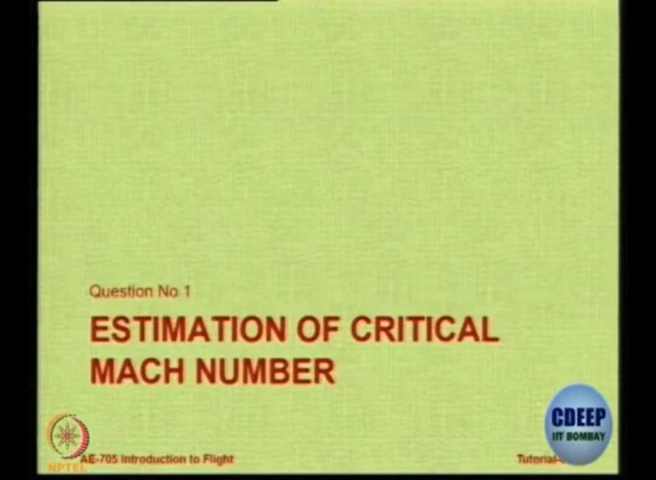 Question No 1
ESTIMATION OF CRITICAL
MACH NUMBER
CDEEP
IIT BOMBAY
NPTEL
AE-705 Introduction to Flight
Tutorial